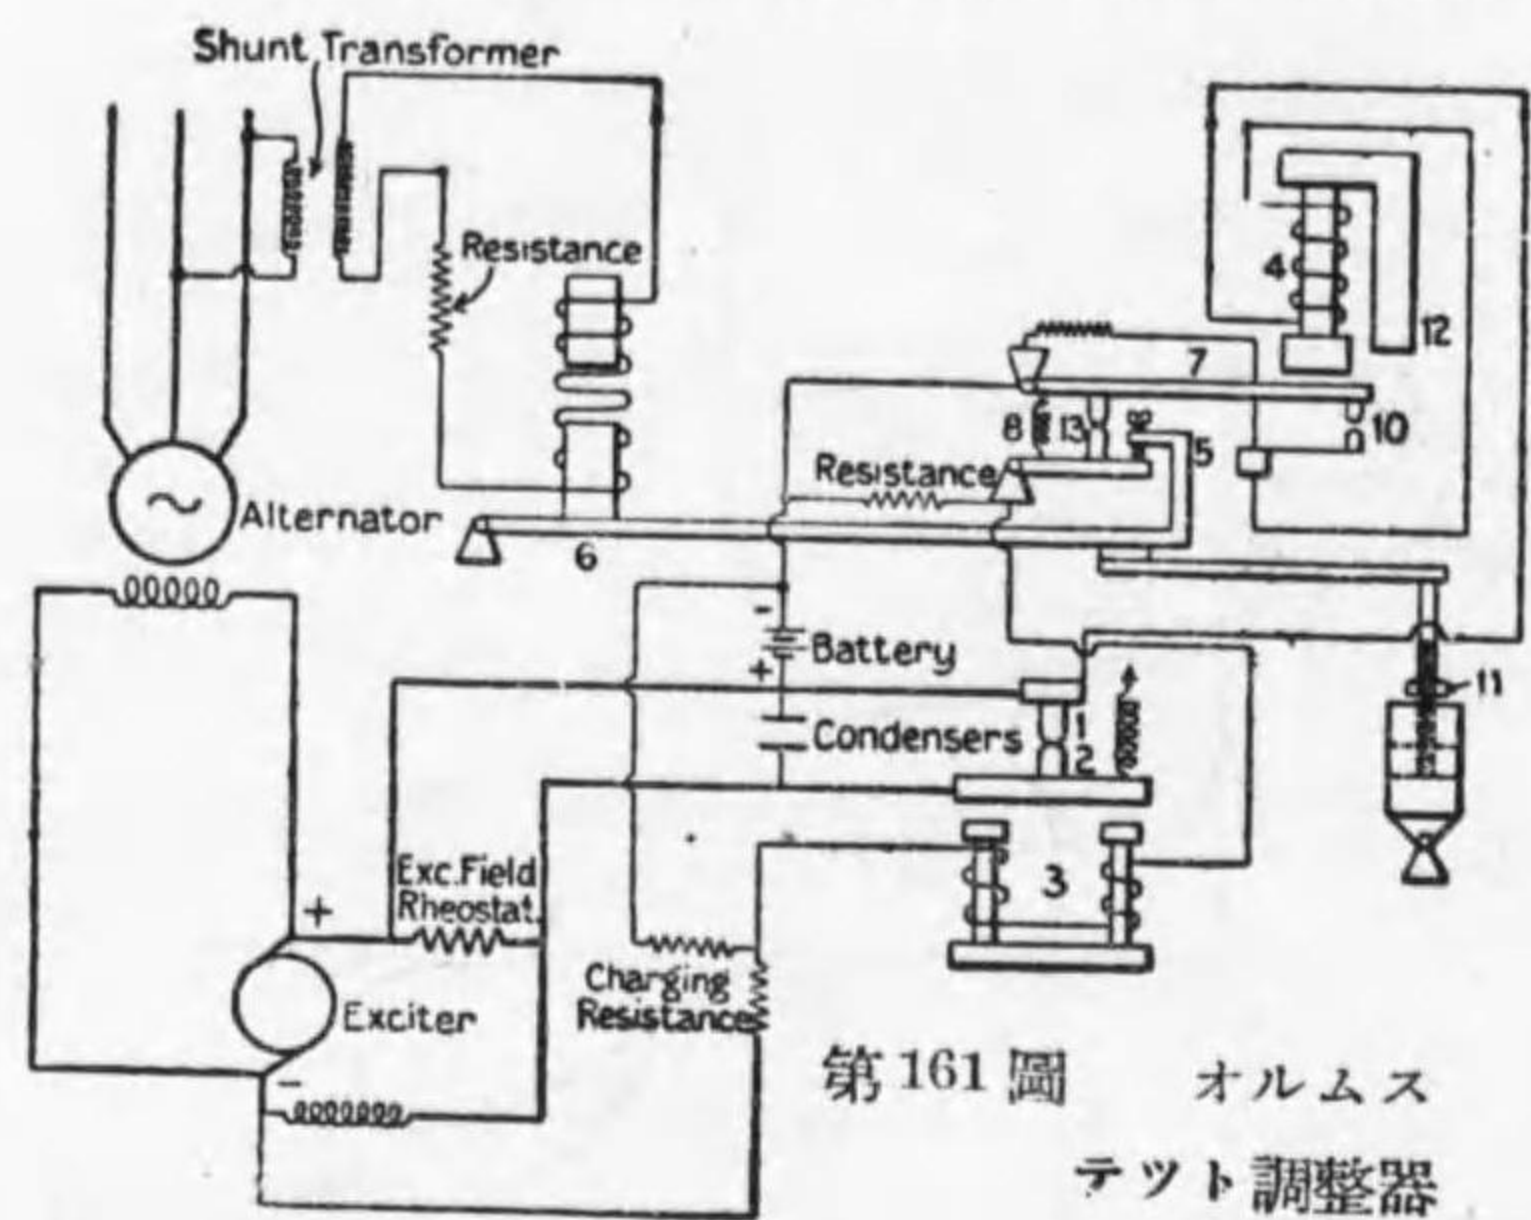 Shunt Transformer
Resistance
4
12
7
8
13
5
10
Resistance
Alternator
6
-
Battery
+
Condensers
11
1
2
Exc. Field
Rheostat.
3
+
Charging
Resistance
Exciter
-
第161圖 オルムス
テツト調整器